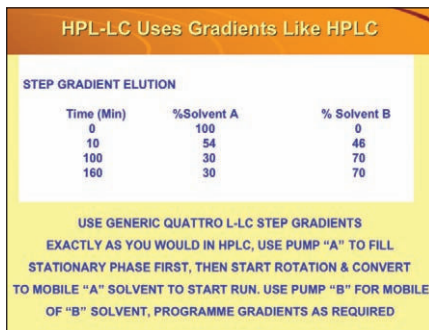 HPL-LC Uses Gradients Like HPLC
STEP GRADIENT ELUTION
Time (Min) %Solvent A % Solvent B
0 100 0
10 54 46
100 30 70
160 30 70
USE GENERIC QUATTRO L-LC STEP GRADIENTS
EXACTLY AS YOU WOULD IN HPLC, USE PUMP “A” TO FILL
STATIONARY PHASE FIRST, THEN START ROTATION & CONVERT
TO MOBILE “A” SOLVENT TO START RUN. USE PUMP “B” FOR MOBILE
OF “B” SOLVENT, PROGRAMME GRADIENTS AS REQUIRED